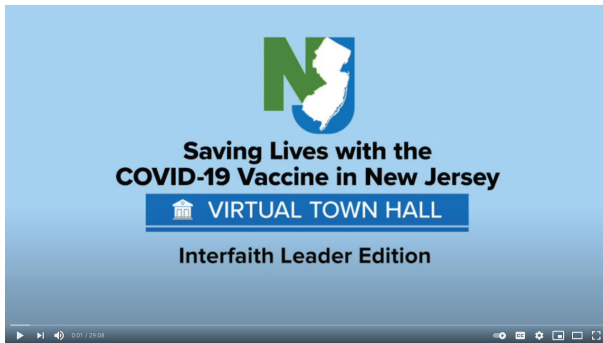 NJ
Saving Lives with the
COVID-19 Vaccine in New Jersey
VIRTUAL TOWN HALL
Interfaith Leader Edition
0:01 / 29:08